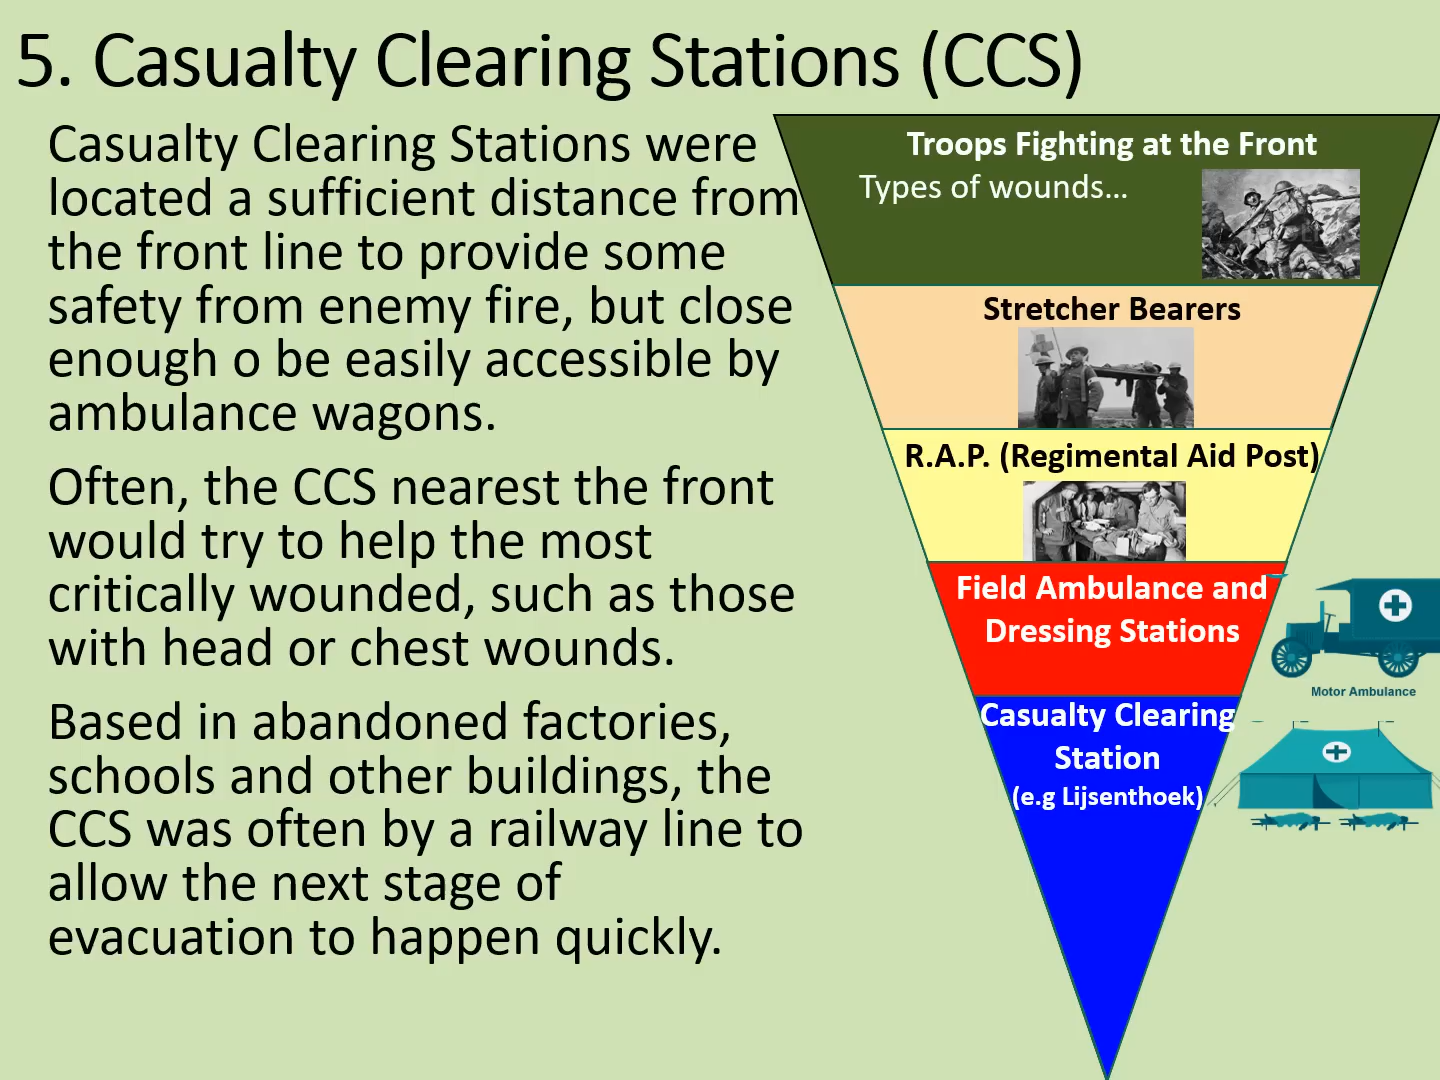 5. Casualty Clearing Stations (CCS)
Casualty Clearing Stations were
located a sufficient distance from
the front line to provide some
safety from enemy fire, but close
enough o be easily accessible by
ambulance wagons.
Often, the CCS nearest the front
would try to help the most
critically wounded, such as those
with head or chest wounds.
Based in abandoned factories,
schools and other buildings, the
CCS was often by a railway line to
allow the next stage of
evacuation to happen quickly.
Troops Fighting at the Front
Types of wounds...
Stretcher Bearers
R.A.P. (Regimental Aid Post)
Field Ambulance and
Dressing Stations
Motor Ambulance
Casualty Clearing
Station
(e.g Lijsenthoek)